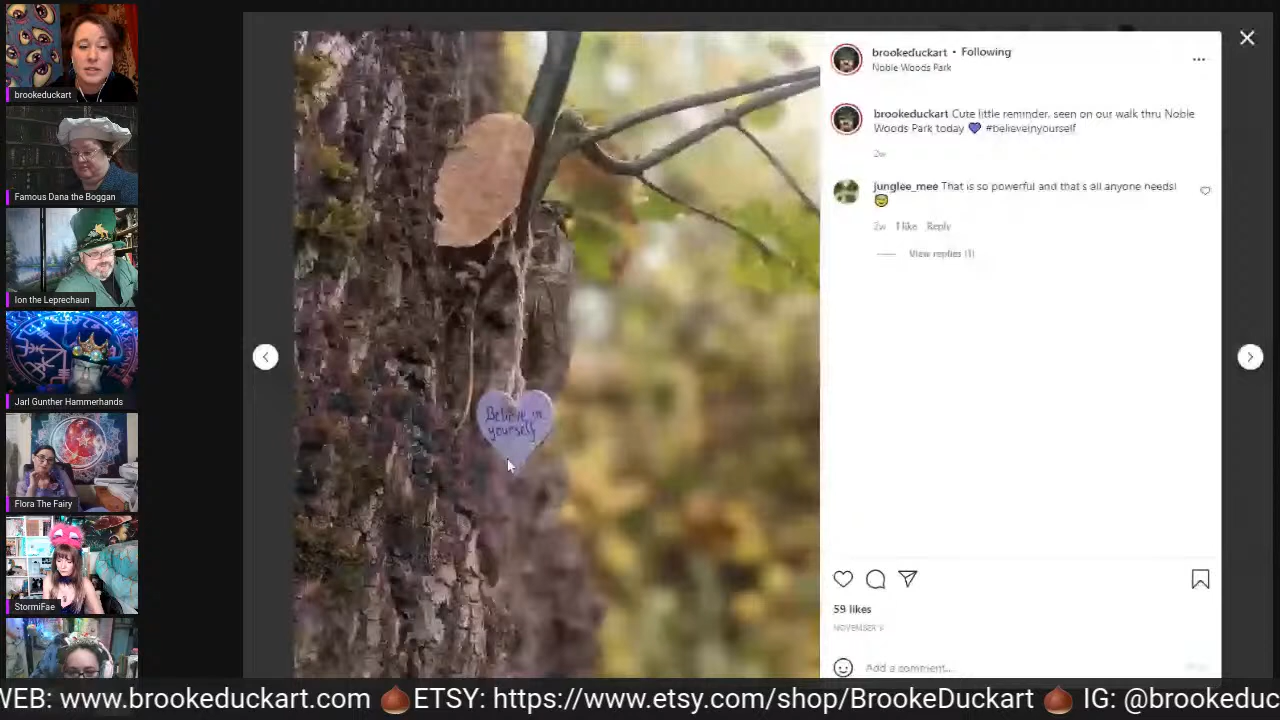 brookeduckart
Famous Dana the Boggan
Ion the Leprechaun
Jarl Gunther Hammerhands
Flora The Fairy
StormiFae
Believe in
yourself
brookeduckart • Following
Noble Woods Park
brookeduckart Cute little reminder, seen on our walk thru Noble
Woods Park today 💜 #believeinyourself
2w
junglee_mee That is so powerful and that's all anyone needs!
😇
2w 1 like Reply
View replies (1)
59 likes
Add a comment...
WEB: www.brookeduckart.com 🌰 ETSY: https://www.etsy.com/shop/BrookeDuckart 🌰 IG: @brookeduc